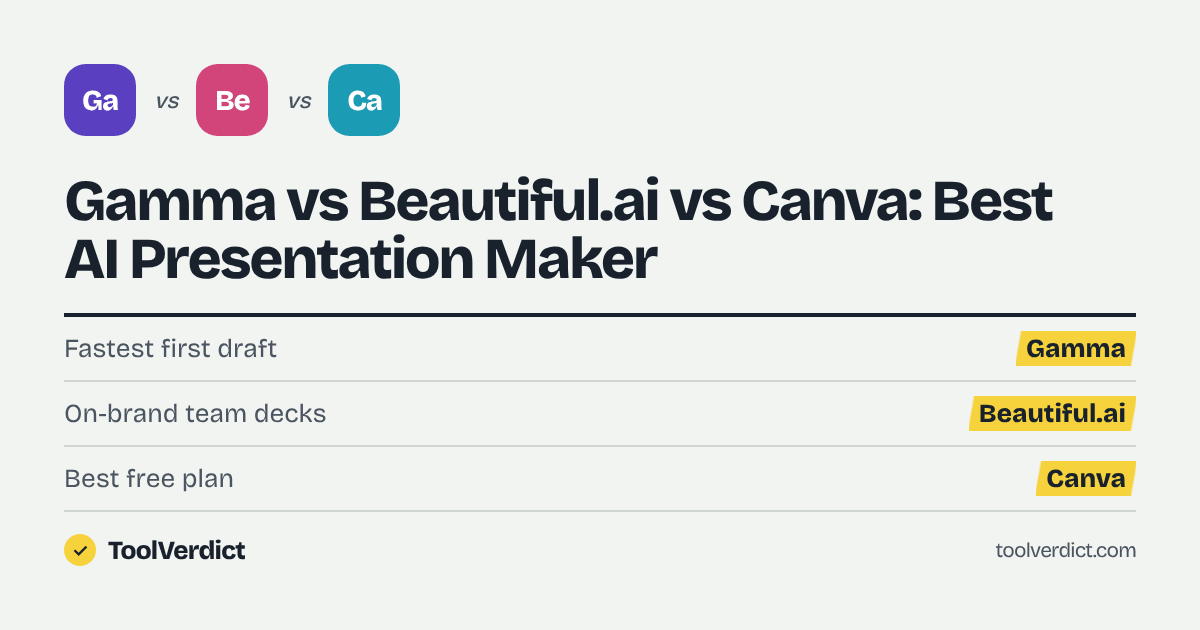 Ga vs Be vs Ca
Gamma vs Beautiful.ai vs Canva: Best
AI Presentation Maker
Fastest first draft Gamma
On-brand team decks Beautiful.ai
Best free plan Canva
ToolVerdict toolverdict.com